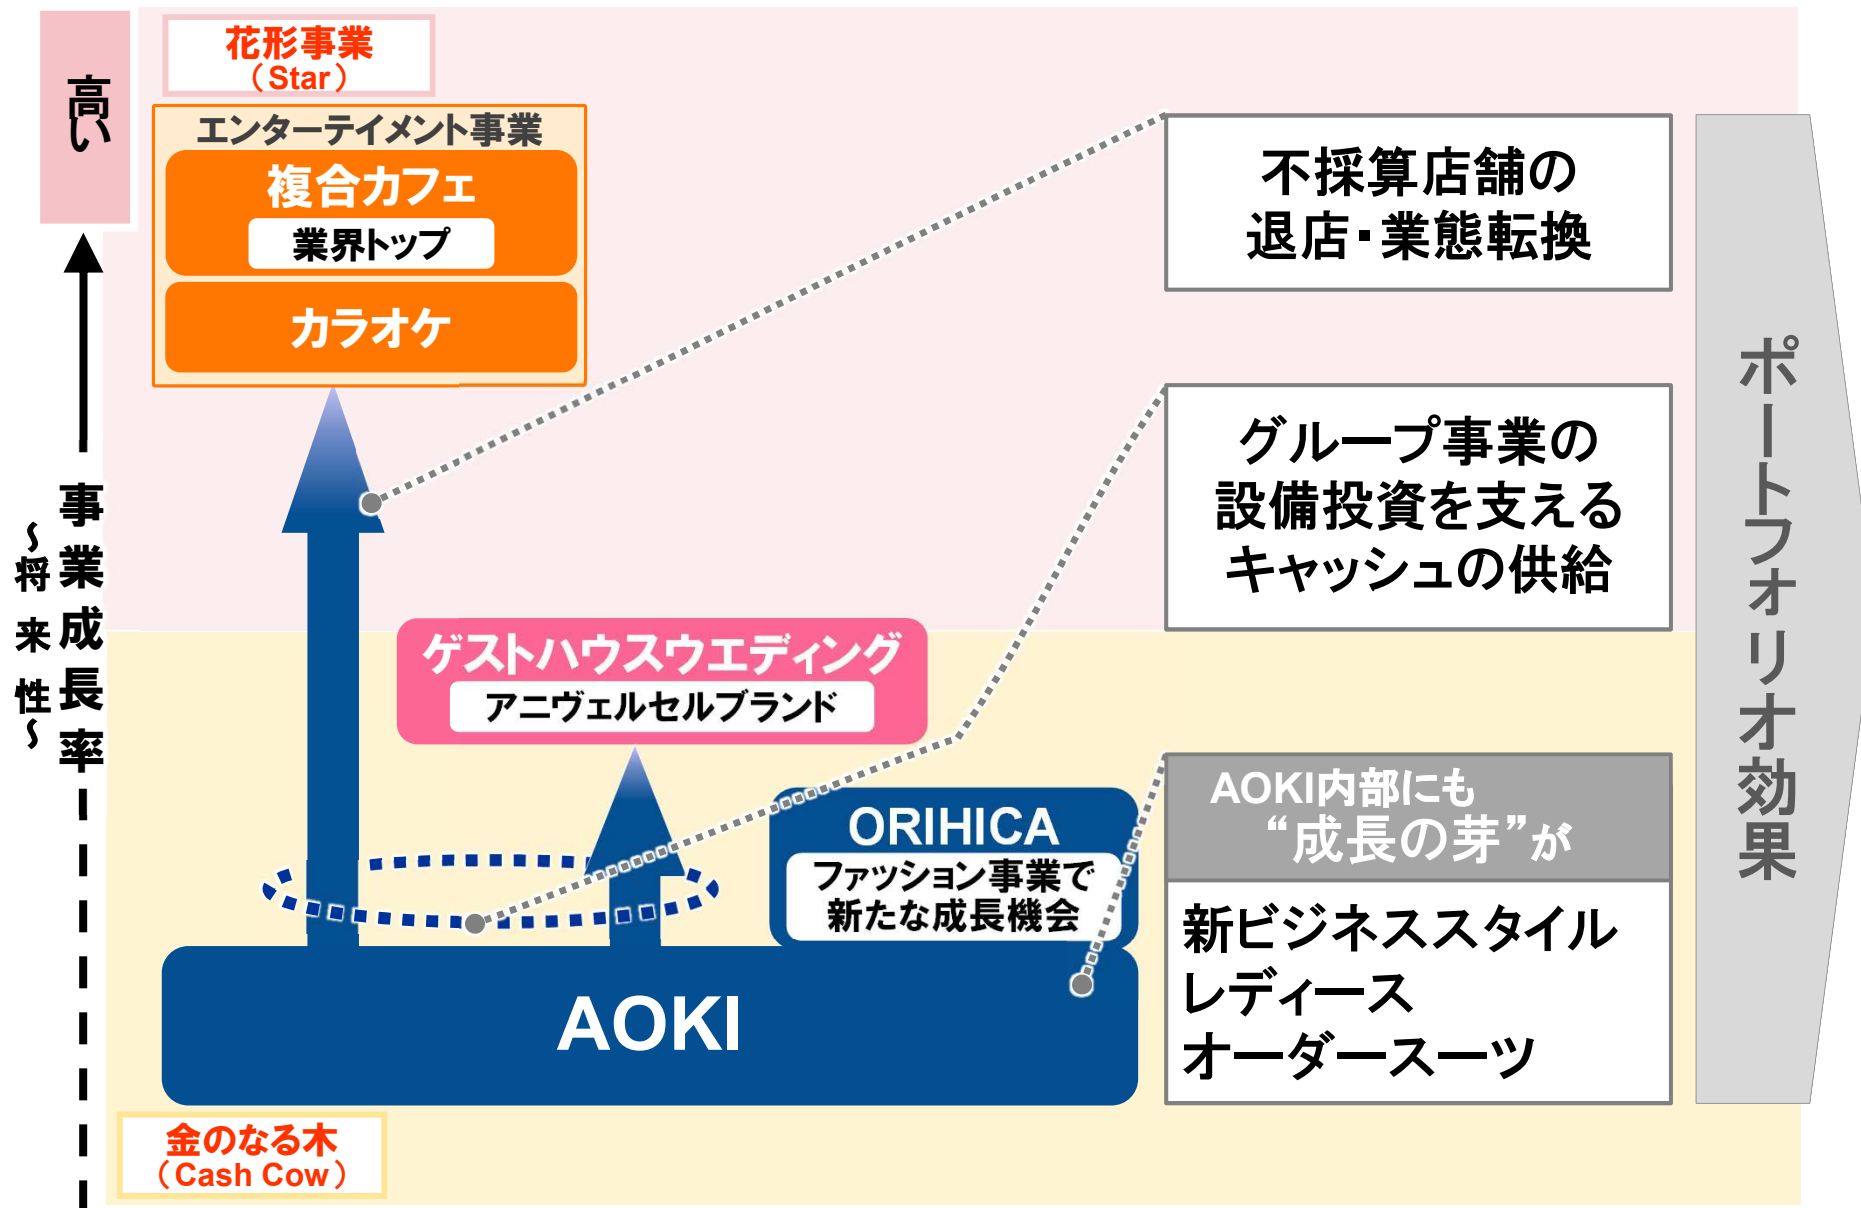 高い
事業成長率
～将来性～
花形事業
（Star）
エンターテイメント事業
複合カフェ
業界トップ
カラオケ
ゲストハウスウエディング
アニヴェルセルブランド
ORIHICA
ファッション事業で
新たな成長機会
AOKI
金のなる木
（Cash Cow）
不採算店舗の
退店・業態転換
グループ事業の
設備投資を支える
キャッシュの供給
AOKI内部にも
“成長の芽”が
新ビジネススタイル
レディース
オーダースーツ
ポートフォリオ効果